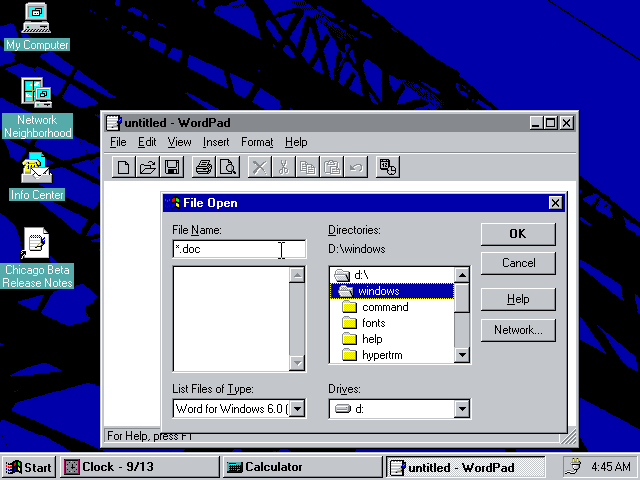 My Computer
Network
Neighborhood
Info Center
Chicago Beta
Release Notes
untitled - WordPad
File Edit View Insert Format Help
File Open
File Name:
*.doc
Directories:
D:\windows
d:\
windows
command
fonts
help
hypertrm
OK
Cancel
Help
Network...
List Files of Type:
Word for Windows 6.0 (
Drives:
d:
For Help, press F1
Start
Clock - 9/13
Calculator
untitled - WordPad
4:45 AM